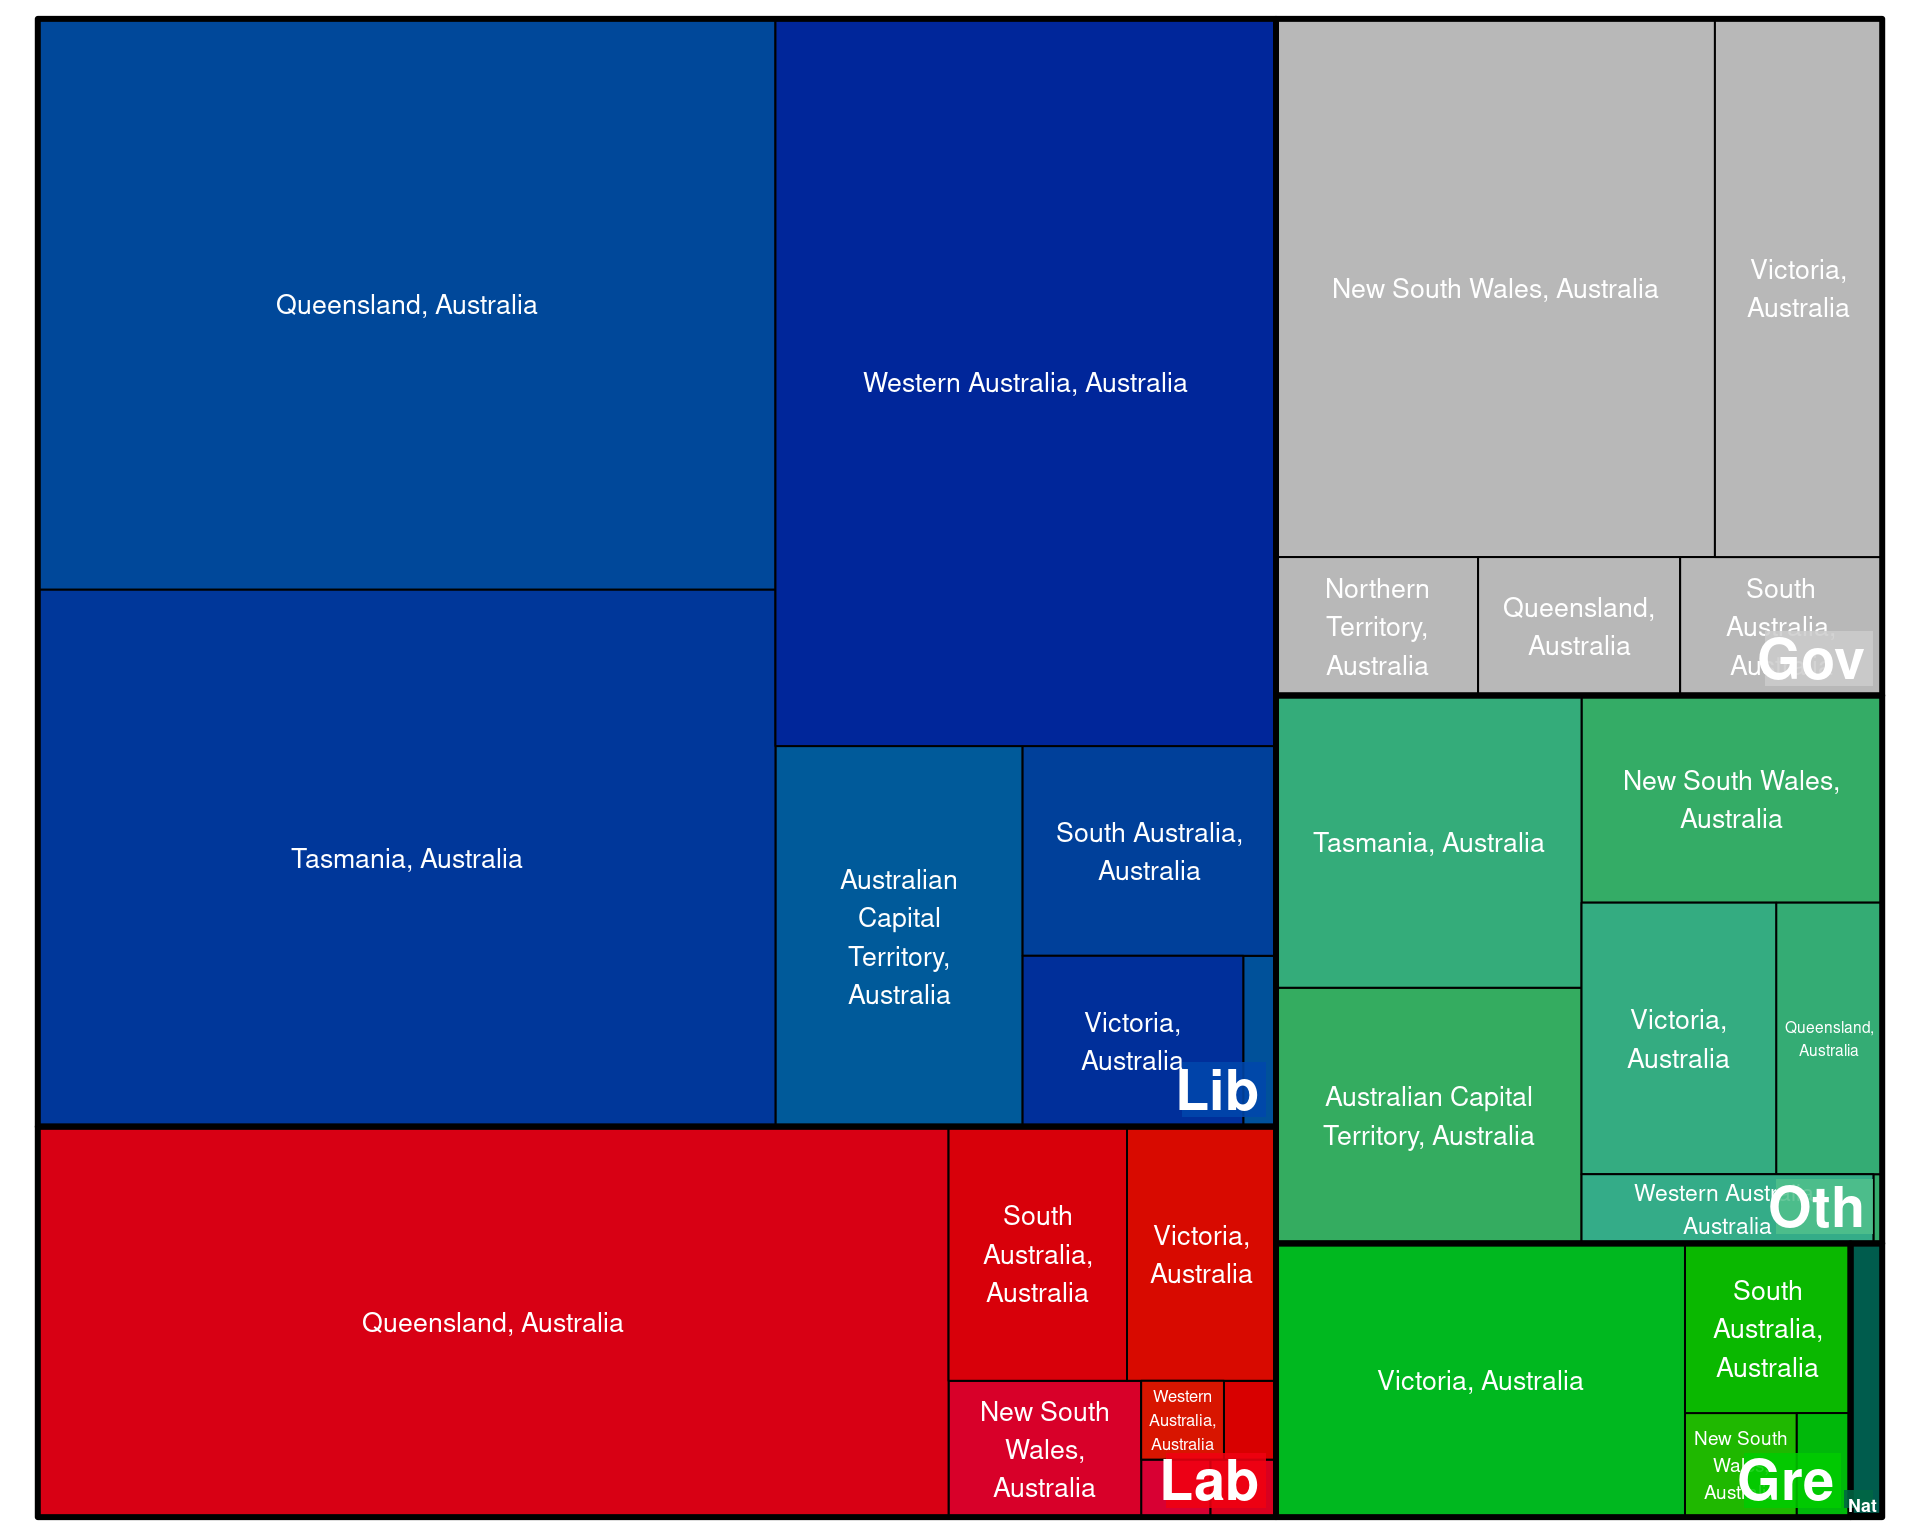 Queensland, Australia
Tasmania, Australia
Western Australia, Australia
Australian
Capital
Territory,
Australia
South Australia,
Australia
Victoria,
Australia
Lib
Queensland, Australia
South
Australia,
Australia
Victoria,
Australia
New South
Wales,
Australia
Western
Australia,
Australia
Lab
New South Wales, Australia
Victoria,
Australia
Northern
Territory,
Australia
Queensland,
Australia
South
Australia,
Gov
Tasmania, Australia
New South Wales,
Australia
Australian Capital
Territory, Australia
Victoria,
Australia
Queensland,
Australia
Western
Australia
Oth
Victoria, Australia
South
Australia,
Australia
New South
Gre
Nat